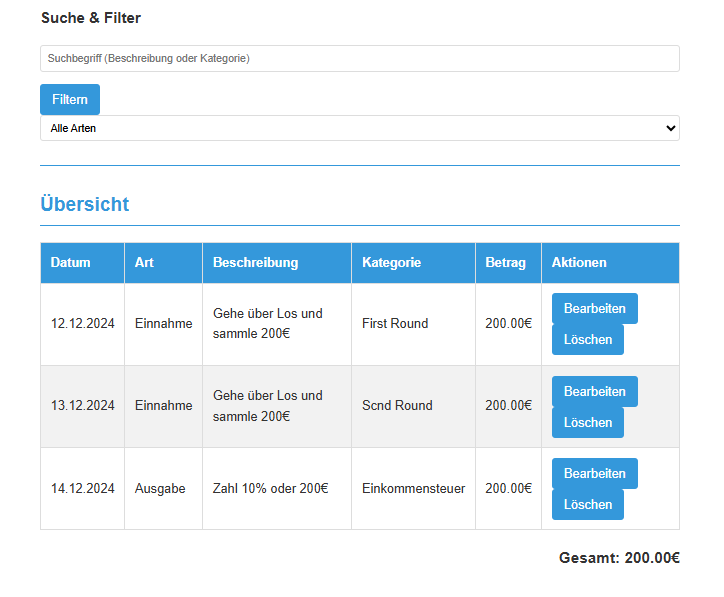 Suche & Filter
Suchbegriff (Beschreibung oder Kategorie)
Filtern
Alle Arten
Übersicht
Datum Art Beschreibung Kategorie Betrag Aktionen
12.12.2024 Einnahme Gehe über Los und sammle 200€ First Round 200.00€ Bearbeiten Löschen
13.12.2024 Einnahme Gehe über Los und sammle 200€ Scnd Round 200.00€ Bearbeiten Löschen
14.12.2024 Ausgabe Zahl 10% oder 200€ Einkommensteuer 200.00€ Bearbeiten Löschen
Gesamt: 200.00€